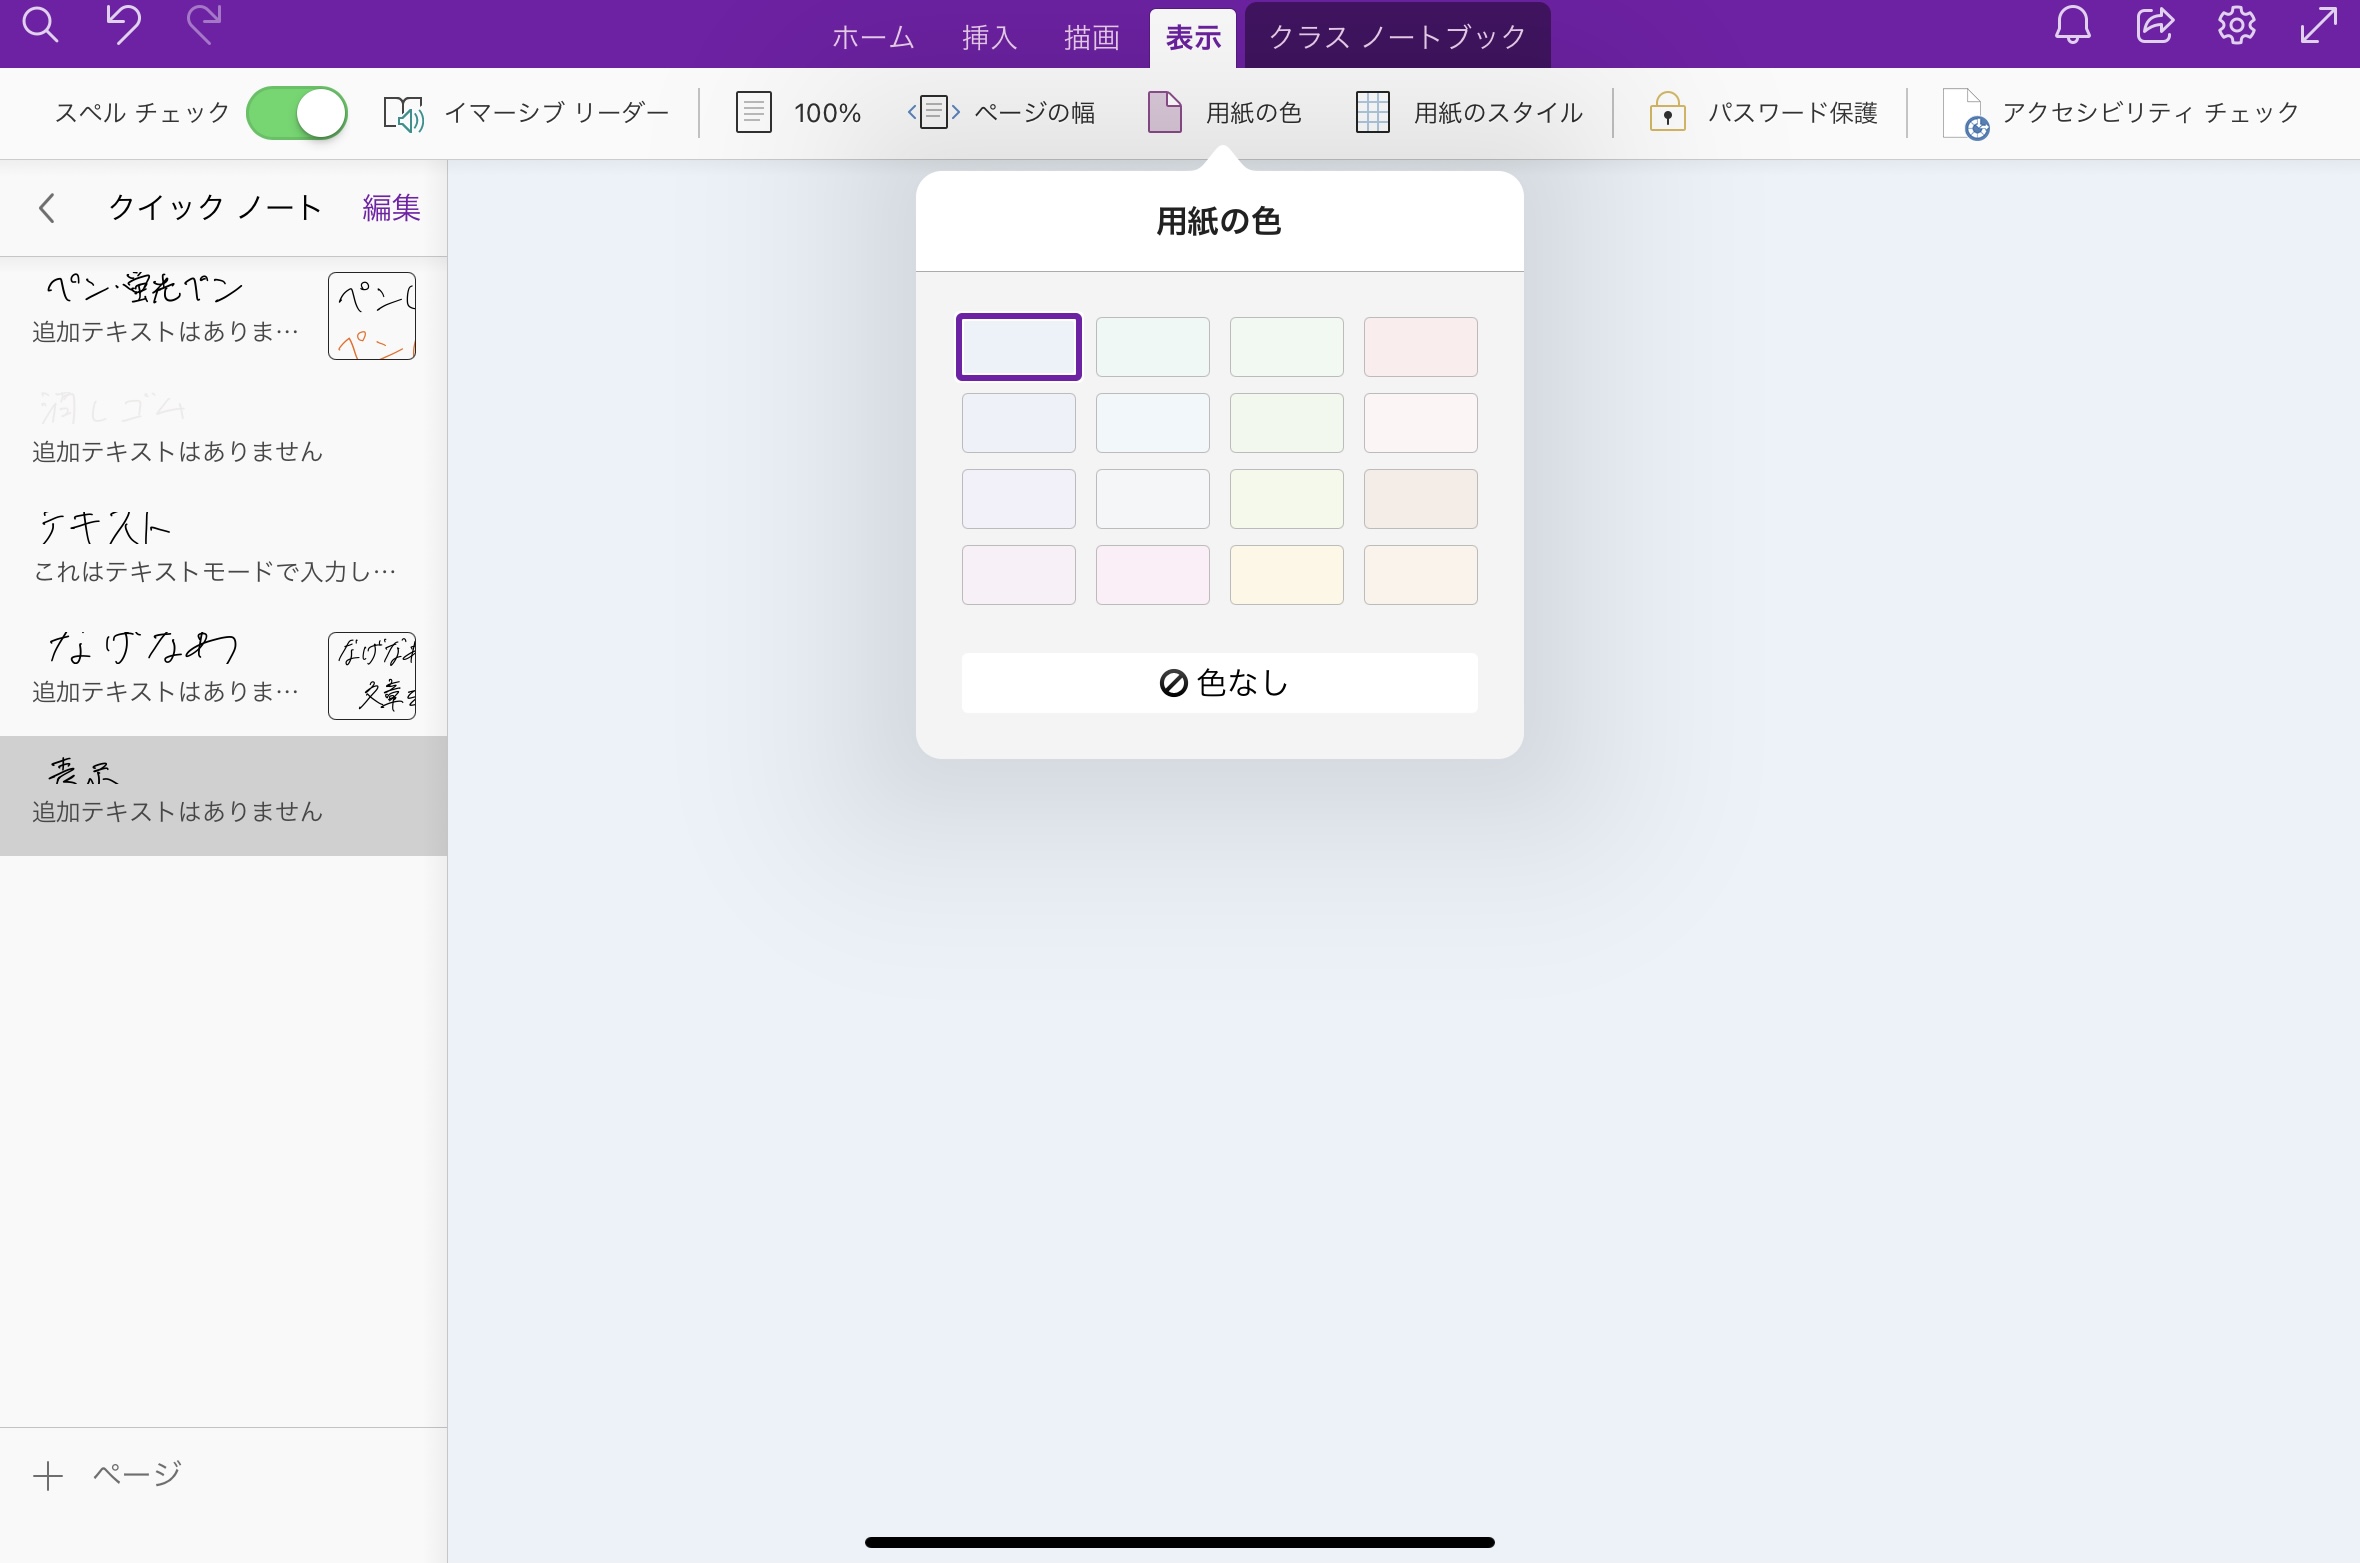 ホーム 挿入 描画 表示 クラス ノートブック
スペル チェック イマーシブ リーダー 100% ページの幅 用紙の色 用紙のスタイル パスワード保護 アクセシビリティ チェック
クイック ノート 編集
ペン・蛍光ペン
追加テキストはありま…
ペン
ペン
消しゴム
追加テキストはありません
テキスト
これはテキストモードで入力し…
なげなわ
追加テキストはありま…
なげなわ
文章を
表示
追加テキストはありません
ページ
用紙の色
色なし